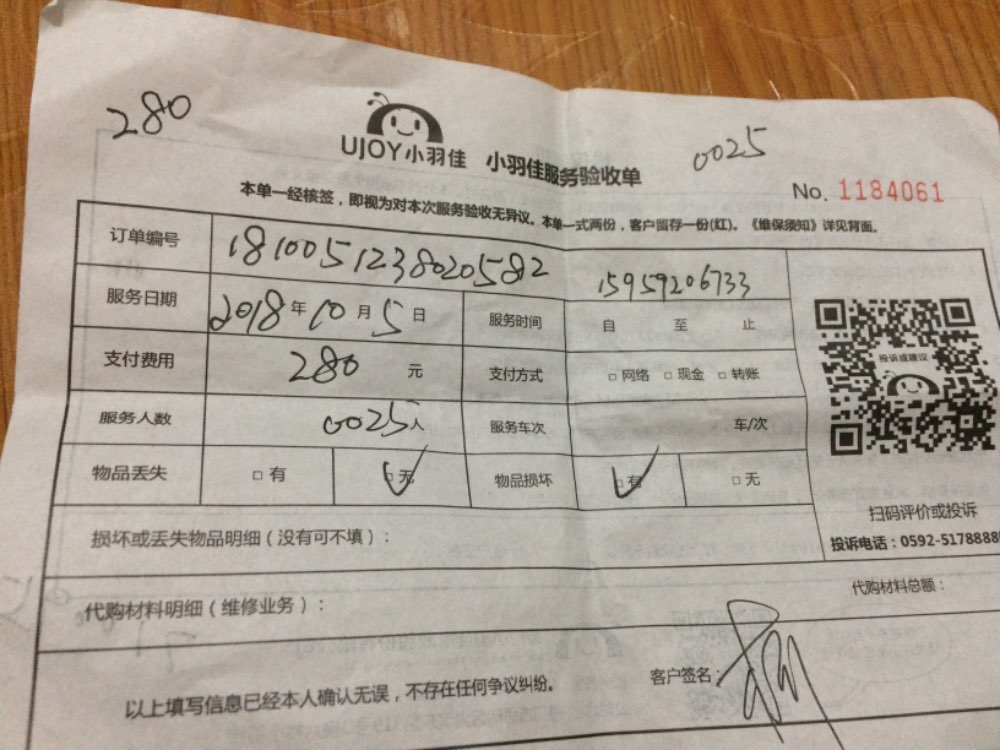 280
UJOY小羽佳 小羽佳服务验收单
0025
No. 1184061
本单一经核签，即视为对本次服务验收无异议。本单一式两份，客户留存一份(红)。《维保须知》详见背面。
订单编号 181005123802058​2 15959206733
服务日期 2018年10月5日 服务时间 自 至 止
支付费用 280 元 支付方式 □网络 □现金 □转账
投诉或建议
服务人数 0025人 服务车次 车/次
物品丢失 □有 □无 物品损坏 □有 □无
扫码评价或投诉
投诉电话：0592-5178888
损坏或丢失物品明细（没有可不填）：
代购材料明细（维修业务）： 代购材料总额：
以上填写信息已经本人确认无误，不存在任何争议纠纷。 客户签名：